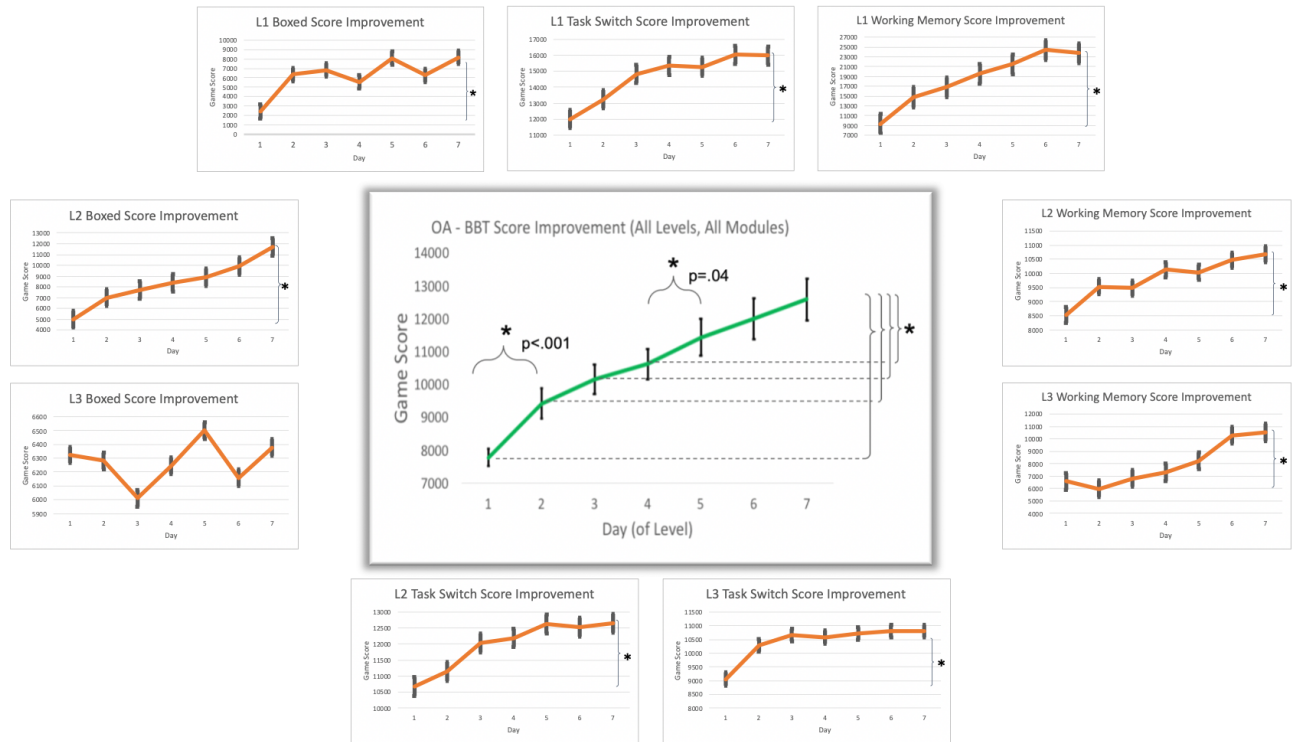 L1 Boxed Score Improvement
Game Score
10000
9000
8000
7000
6000
5000
4000
3000
2000
1000
0
1 2 3 4 5 6 7
Day
*
L1 Task Switch Score Improvement
Game Score
17000
16000
15000
14000
13000
12000
11000
1 2 3 4 5 6 7
Day
*
L1 Working Memory Score Improvement
Game Score
27000
25000
23000
21000
19000
17000
15000
13000
11000
9000
7000
1 2 3 4 5 6 7
Day
*
L2 Boxed Score Improvement
Game Score
13000
12000
11000
10000
9000
8000
7000
6000
5000
4000
1 2 3 4 5 6 7
Day
*
OA - BBT Score Improvement (All Levels, All Modules)
Game Score
14000
13000
12000
11000
10000
9000
8000
7000
* p<.001
* p=.04
*
1 2 3 4 5 6 7
Day (of Level)
L2 Working Memory Score Improvement
Game Score
11500
11000
10500
10000
9500
9000
8500
8000
1 2 3 4 5 6 7
Day
*
L3 Boxed Score Improvement
Game Score
6600
6500
6400
6300
6200
6100
6000
5900
1 2 3 4 5 6 7
Day
L3 Working Memory Score Improvement
Game Score
12000
11000
10000
9000
8000
7000
6000
5000
4000
1 2 3 4 5 6 7
Day
*
L2 Task Switch Score Improvement
Game Score
13000
12500
12000
11500
11000
10500
10000
1 2 3 4 5 6 7
Day
*
L3 Task Switch Score Improvement
Game Score
11500
11000
10500
10000
9500
9000
8500
8000
1 2 3 4 5 6 7
Day
*